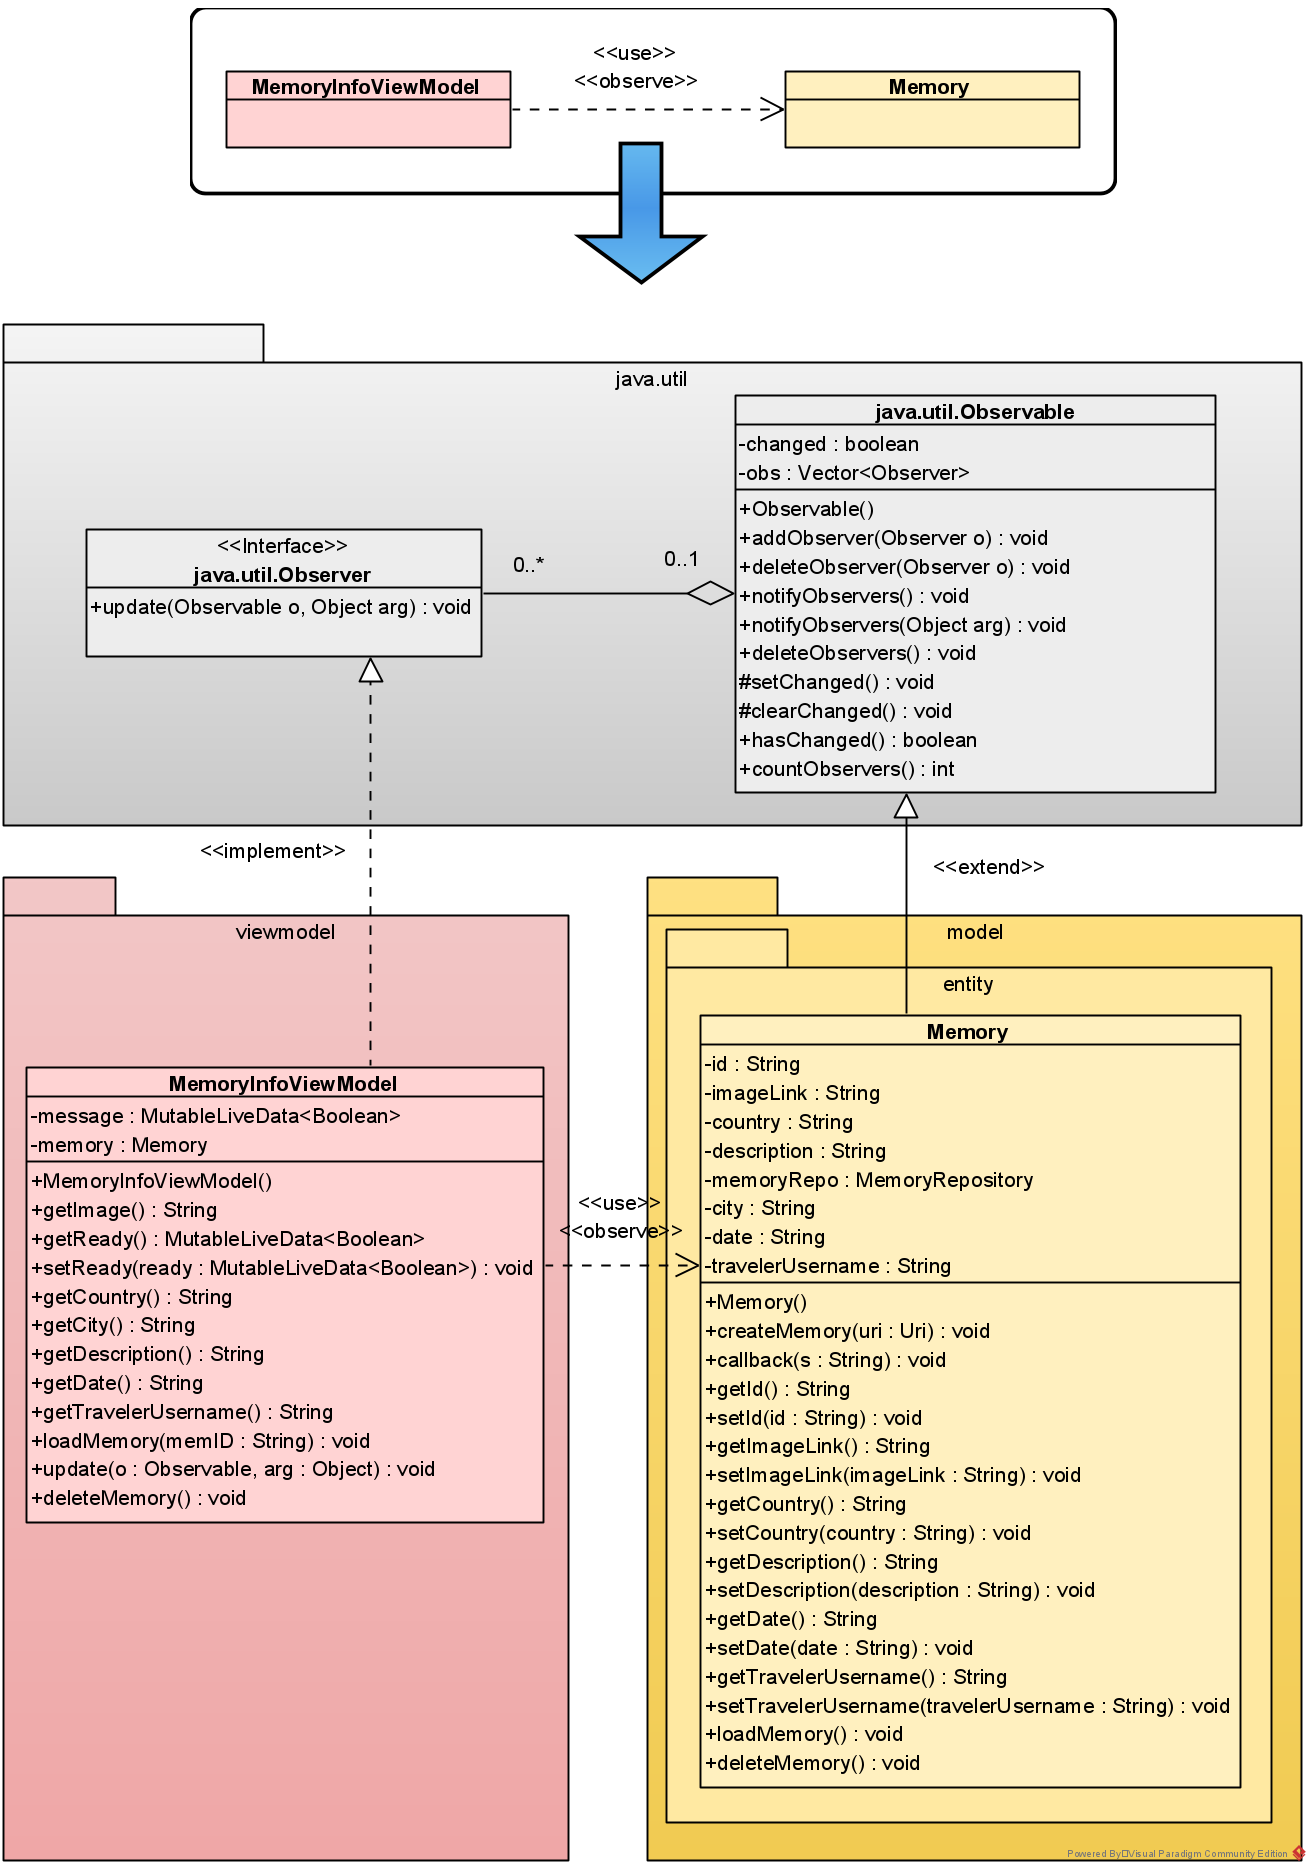 <<use>>
<<observe>>
MemoryInfoViewModel
Memory
java.util
java.util.Observable
-changed : boolean
-obs : Vector<Observer>
+Observable()
+addObserver(Observer o) : void
+deleteObserver(Observer o) : void
+notifyObservers() : void
+notifyObservers(Object arg) : void
+deleteObservers() : void
#setChanged() : void
#clearChanged() : void
+hasChanged() : boolean
+countObservers() : int
<<Interface>>
java.util.Observer
+update(Observable o, Object arg) : void
0..*
0..1
<<implement>>
<<extend>>
viewmodel
MemoryInfoViewModel
-message : MutableLiveData<Boolean>
-memory : Memory
+MemoryInfoViewModel()
+getImage() : String
+getReady() : MutableLiveData<Boolean>
+setReady(ready : MutableLiveData<Boolean>) : void
+getCountry() : String
+getCity() : String
+getDescription() : String
+getDate() : String
+getTravelerUsername() : String
+loadMemory(memID : String) : void
+update(o : Observable, arg : Object) : void
+deleteMemory() : void
<<use>>
<<observe>>
model
entity
Memory
-id : String
-imageLink : String
-country : String
-description : String
-memoryRepo : MemoryRepository
-city : String
-date : String
-travelerUsername : String
+Memory()
+createMemory(uri : Uri) : void
+callback(s : String) : void
+getId() : String
+setId(id : String) : void
+getImageLink() : String
+setImageLink(imageLink : String) : void
+getCountry() : String
+setCountry(country : String) : void
+getDescription() : String
+setDescription(description : String) : void
+getDate() : String
+setDate(date : String) : void
+getTravelerUsername() : String
+setTravelerUsername(travelerUsername : String) : void
+loadMemory() : void
+deleteMemory() : void
Powered By Visual Paradigm Community Edition